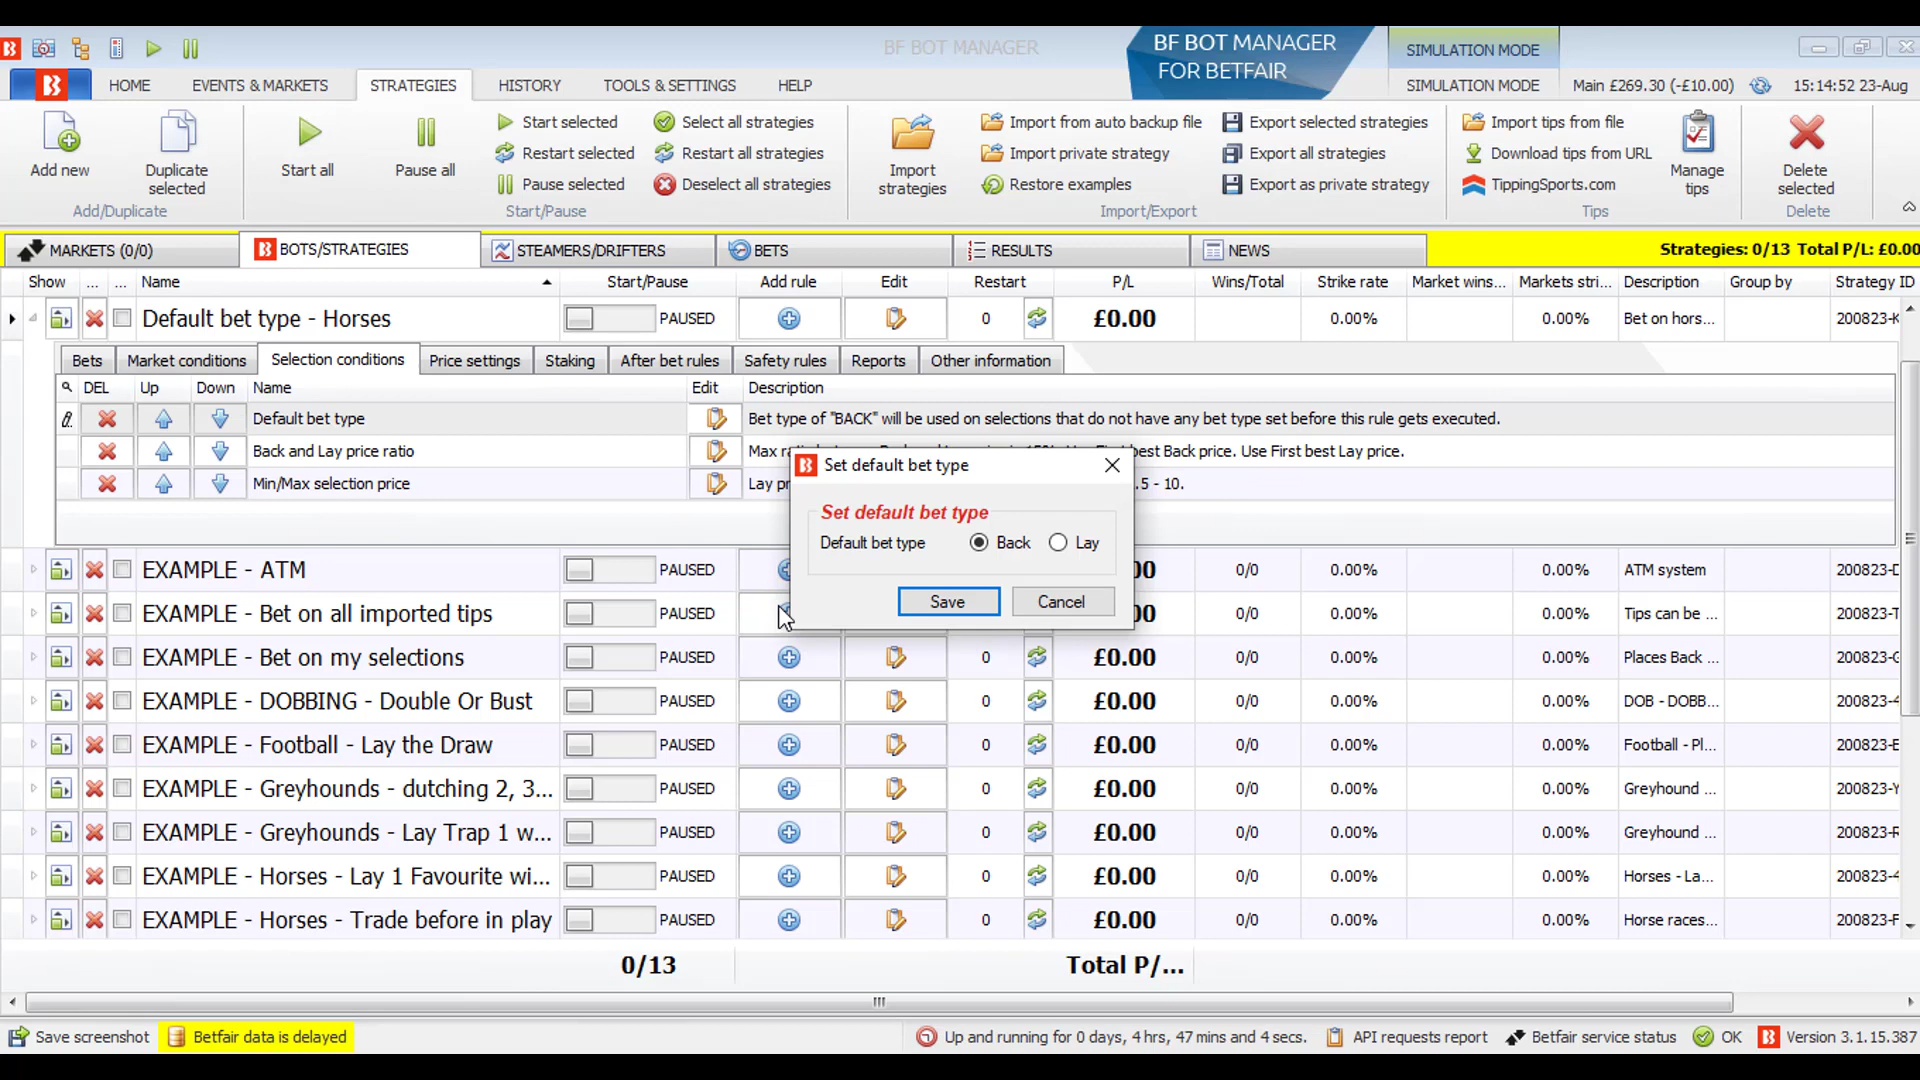 BF BOT MANAGER
BF BOT MANAGER
FOR BETFAIR
SIMULATION MODE
HOME EVENTS & MARKETS STRATEGIES HISTORY TOOLS & SETTINGS HELP
SIMULATION MODE Main £269.30 (-£10.00) 15:14:52 23-Aug
Add new
Duplicate
selected
Add/Duplicate
Start all
Pause all
Start selected
Restart selected
Pause selected
Select all strategies
Restart all strategies
Deselect all strategies
Start/Pause
Import
strategies
Import from auto backup file
Import private strategy
Restore examples
Export selected strategies
Export all strategies
Export as private strategy
Import/Export
Import tips from file
Download tips from URL
TippingSports.com
Manage
tips
Tips
Delete
selected
Delete
MARKETS (0/0) BOTS/STRATEGIES STEAMERS/DRIFTERS BETS RESULTS NEWS
Strategies: 0/13 Total P/L: £0.00
Show ... ... Name Start/Pause Add rule Edit Restart P/L Wins/Total Strike rate Market wins... Markets stri... Description Group by Strategy ID
Default bet type - Horses PAUSED 0 £0.00 0.00% 0.00% Bet on hors... 200823-K
Bets Market conditions Selection conditions Price settings Staking After bet rules Safety rules Reports Other information
DEL Up Down Name Edit Description
Default bet type Bet type of "BACK" will be used on selections that do not have any bet type set before this rule gets executed.
Back and Lay price ratio Max est Back price. Use First best Lay price.
Min/Max selection price Lay .5 - 10.
Set default bet type
Set default bet type
Default bet type Back Lay
Save Cancel
EXAMPLE - ATM PAUSED 00 0/0 0.00% 0.00% ATM system 200823-D
EXAMPLE - Bet on all imported tips PAUSED 00 0/0 0.00% 0.00% Tips can be ... 200823-T
EXAMPLE - Bet on my selections PAUSED 0 £0.00 0/0 0.00% 0.00% Places Back ... 200823-G
EXAMPLE - DOBBING - Double Or Bust PAUSED 0 £0.00 0/0 0.00% 0.00% DOB - DOBB... 200823-4
EXAMPLE - Football - Lay the Draw PAUSED 0 £0.00 0/0 0.00% 0.00% Football - Pl... 200823-E
EXAMPLE - Greyhounds - dutching 2, 3... PAUSED 0 £0.00 0/0 0.00% 0.00% Greyhound ... 200823-Y
EXAMPLE - Greyhounds - Lay Trap 1 w... PAUSED 0 £0.00 0/0 0.00% 0.00% Greyhound ... 200823-R
EXAMPLE - Horses - Lay 1 Favourite wi... PAUSED 0 £0.00 0/0 0.00% 0.00% Horses - La... 200823-4
EXAMPLE - Horses - Trade before in play PAUSED 0 £0.00 0/0 0.00% 0.00% Horse races... 200823-F
0/13 Total P/...
Save screenshot Betfair data is delayed Up and running for 0 days, 4 hrs, 47 mins and 4 secs. API requests report Betfair service status OK Version 3.1.15.387